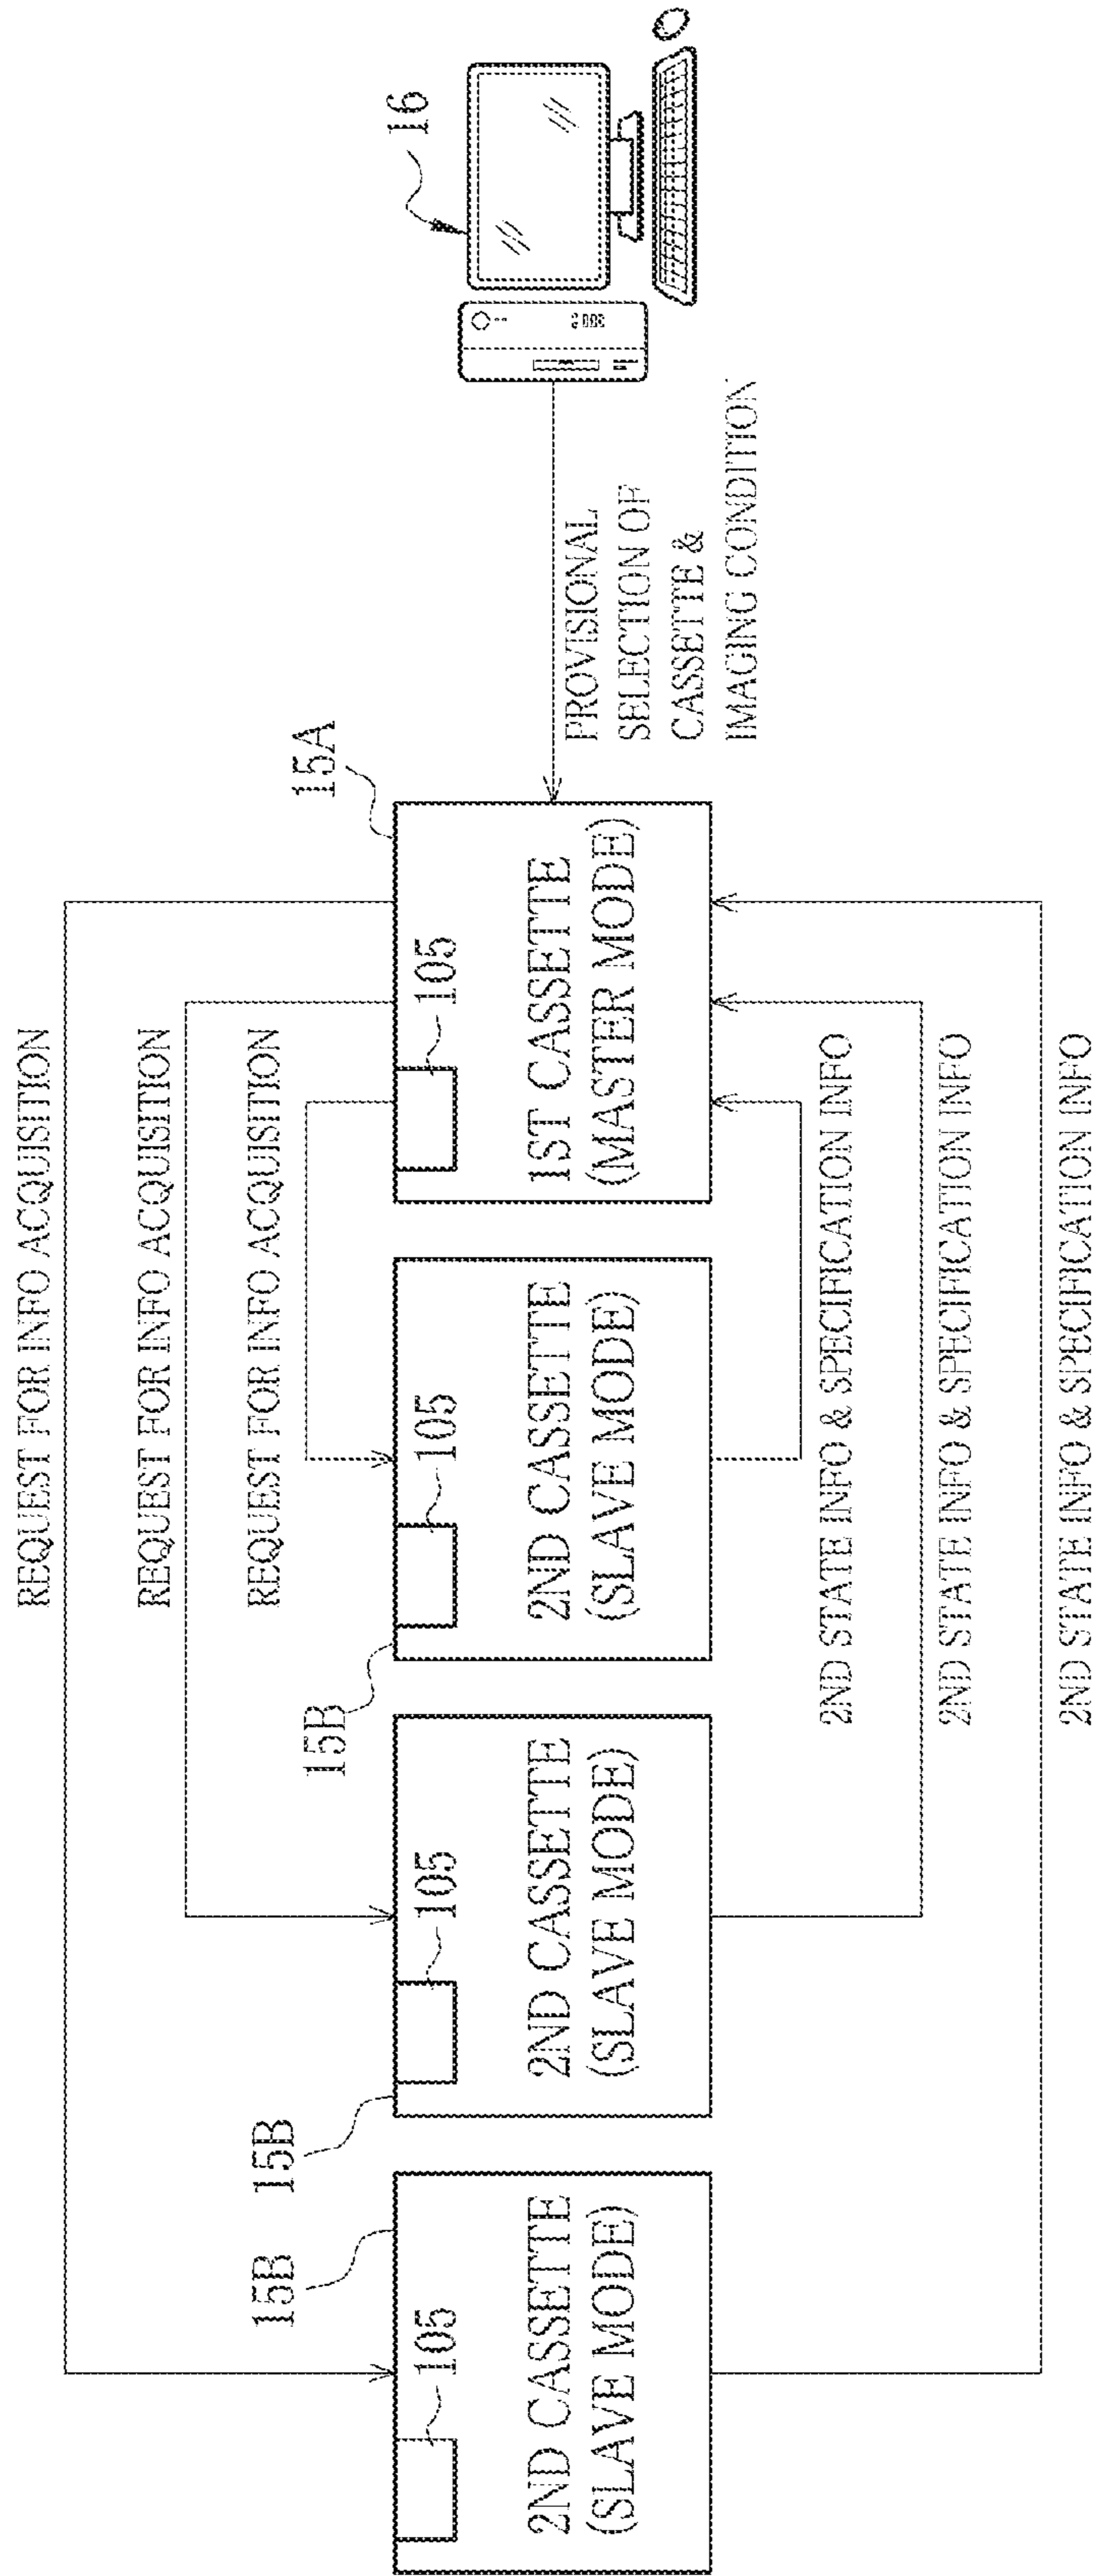 REQUEST FOR INFO ACQUISITION
REQUEST FOR INFO ACQUISITION
REQUEST FOR INFO ACQUISITION
15B
15B
15B
15A
16
105
105
105
105
2ND CASSETTE
(SLAVE MODE)
2ND CASSETTE
(SLAVE MODE)
2ND CASSETTE
(SLAVE MODE)
1ST CASSETTE
(MASTER MODE)
PROVISIONAL
SELECTION OF
CASSETTE &
IMAGING CONDITION
2ND STATE INFO & SPECIFICATION INFO
2ND STATE INFO & SPECIFICATION INFO
2ND STATE INFO & SPECIFICATION INFO